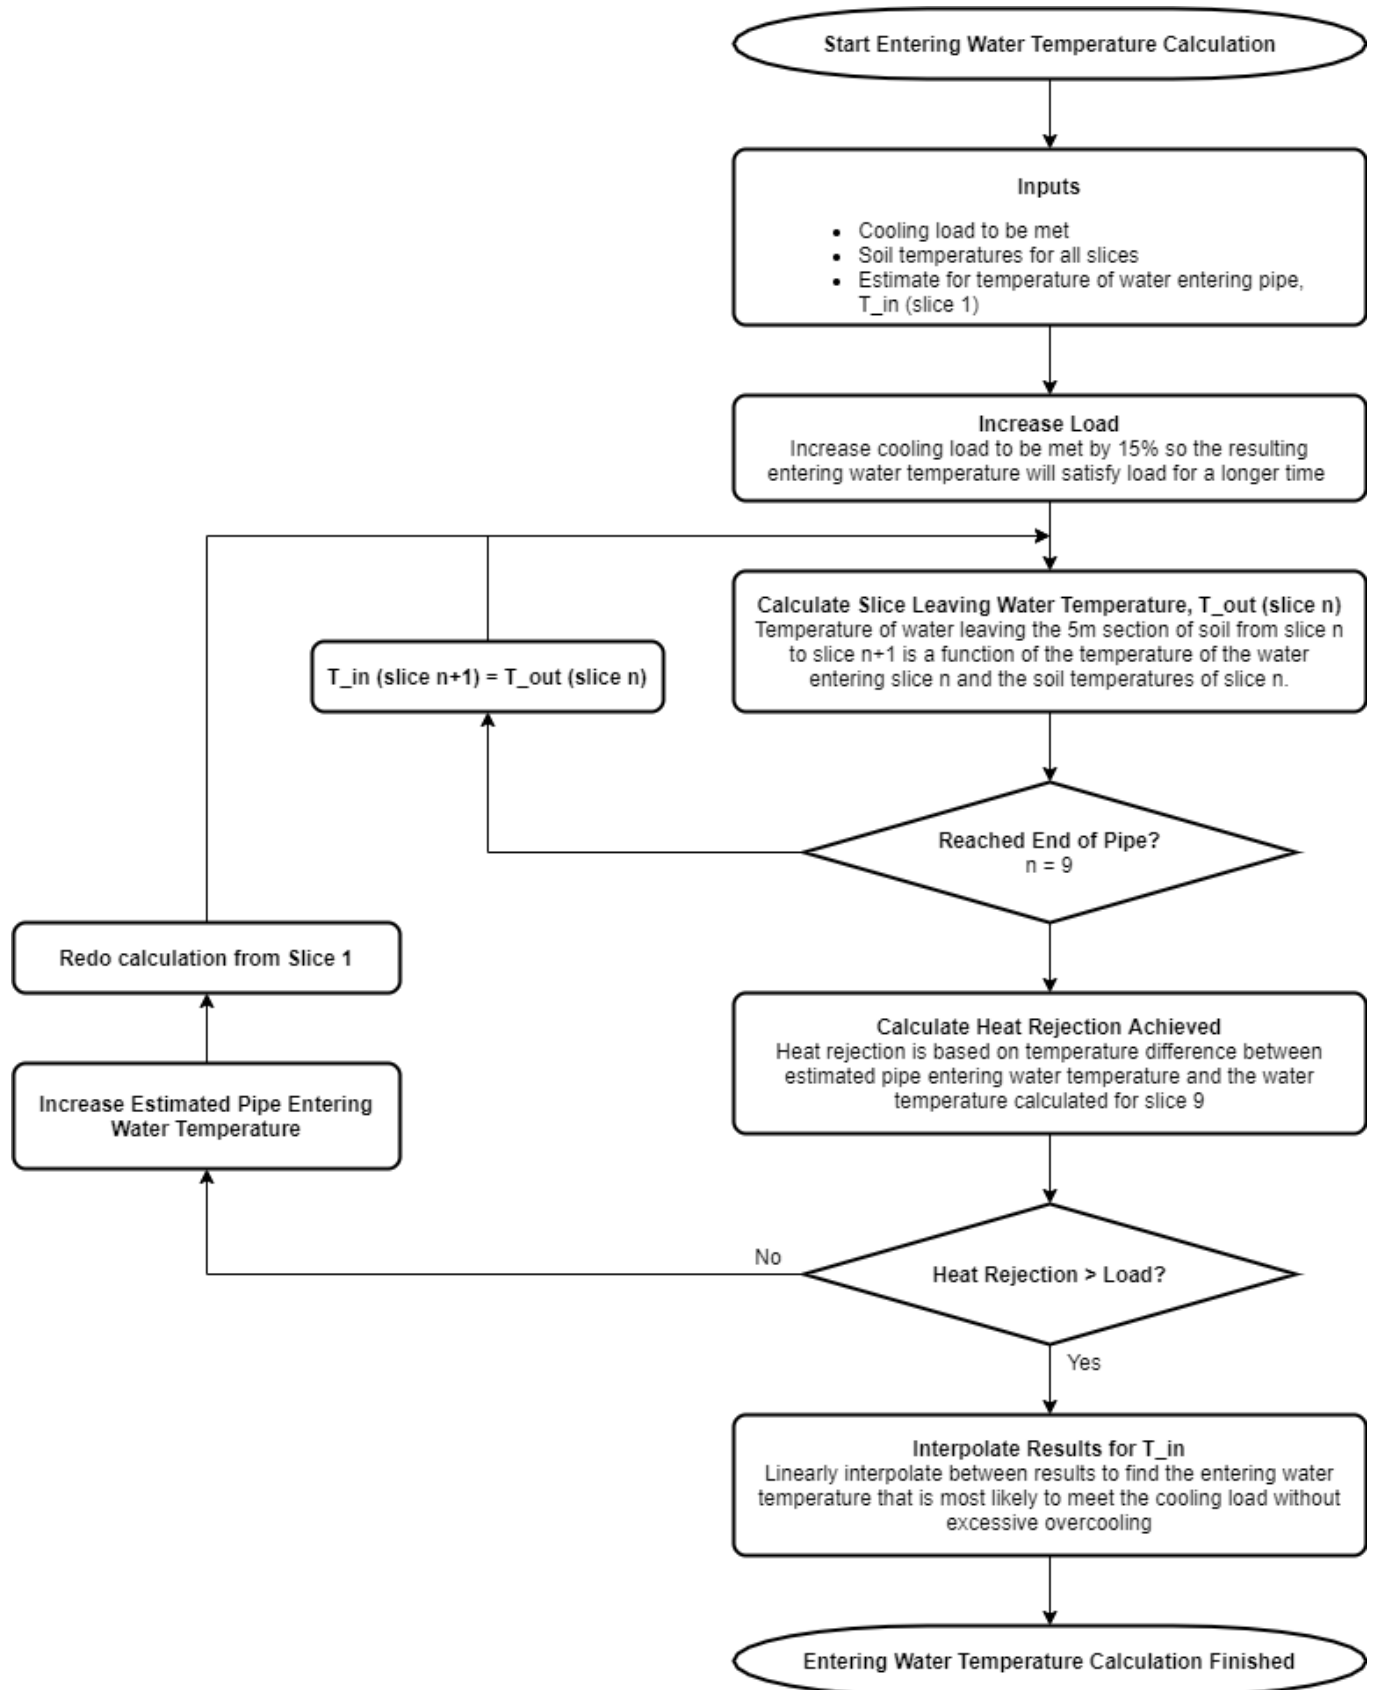 Start Entering Water Temperature Calculation
Inputs
• Cooling load to be met
• Soil temperatures for all slices
• Estimate for temperature of water entering pipe,
T_in (slice 1)
Increase Load
Increase cooling load to be met by 15% so the resulting
entering water temperature will satisfy load for a longer time
Calculate Slice Leaving Water Temperature, T_out (slice n)
Temperature of water leaving the 5m section of soil from slice n
to slice n+1 is a function of the temperature of the water
entering slice n and the soil temperatures of slice n.
T_in (slice n+1) = T_out (slice n)
Reached End of Pipe?
n = 9
Redo calculation from Slice 1
Calculate Heat Rejection Achieved
Heat rejection is based on temperature difference between
estimated pipe entering water temperature and the water
temperature calculated for slice 9
Increase Estimated Pipe Entering
Water Temperature
No
Heat Rejection > Load?
Yes
Interpolate Results for T_in
Linearly interpolate between results to find the entering water
temperature that is most likely to meet the cooling load without
excessive overcooling
Entering Water Temperature Calculation Finished